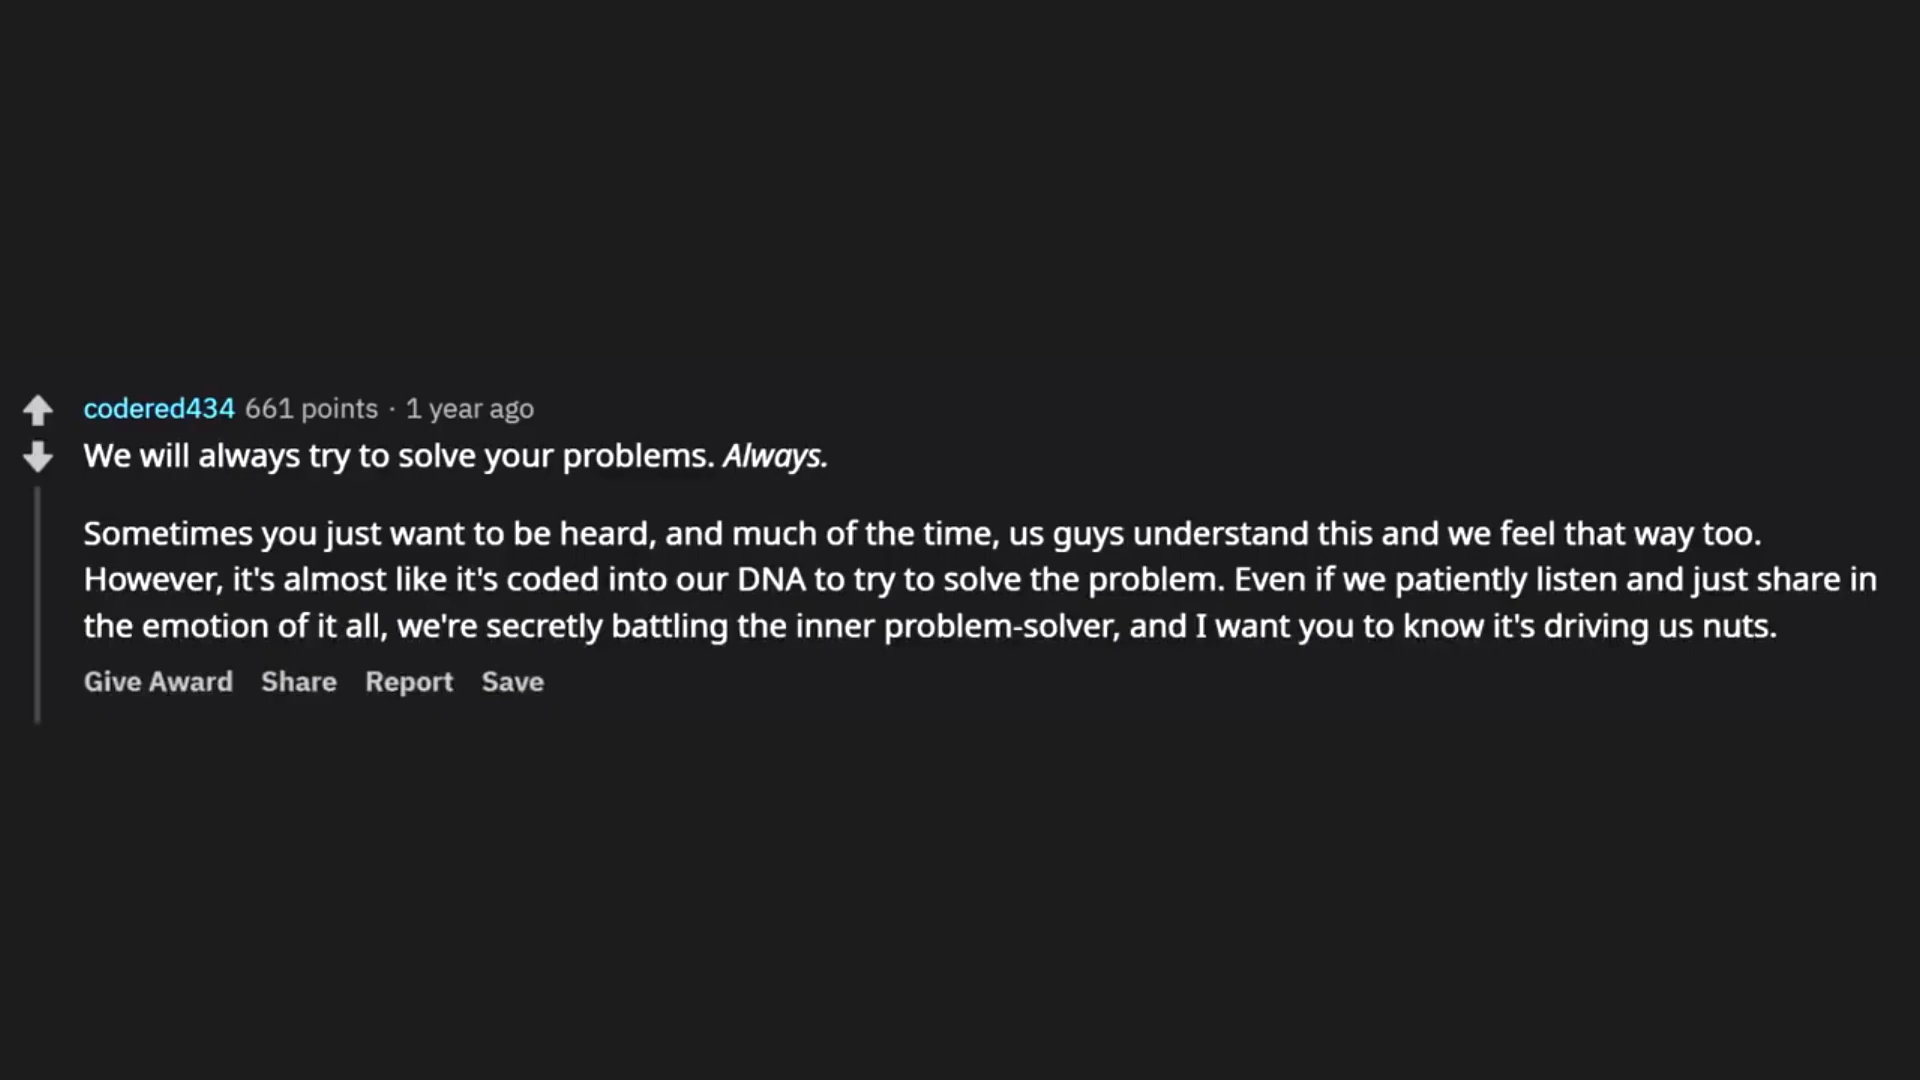 codered434 661 points · 1 year ago
We will always try to solve your problems. Always.
Sometimes you just want to be heard, and much of the time, us guys understand this and we feel that way too.
However, it's almost like it's coded into our DNA to try to solve the problem. Even if we patiently listen and just share in
the emotion of it all, we're secretly battling the inner problem-solver, and I want you to know it's driving us nuts.
Give Award Share Report Save